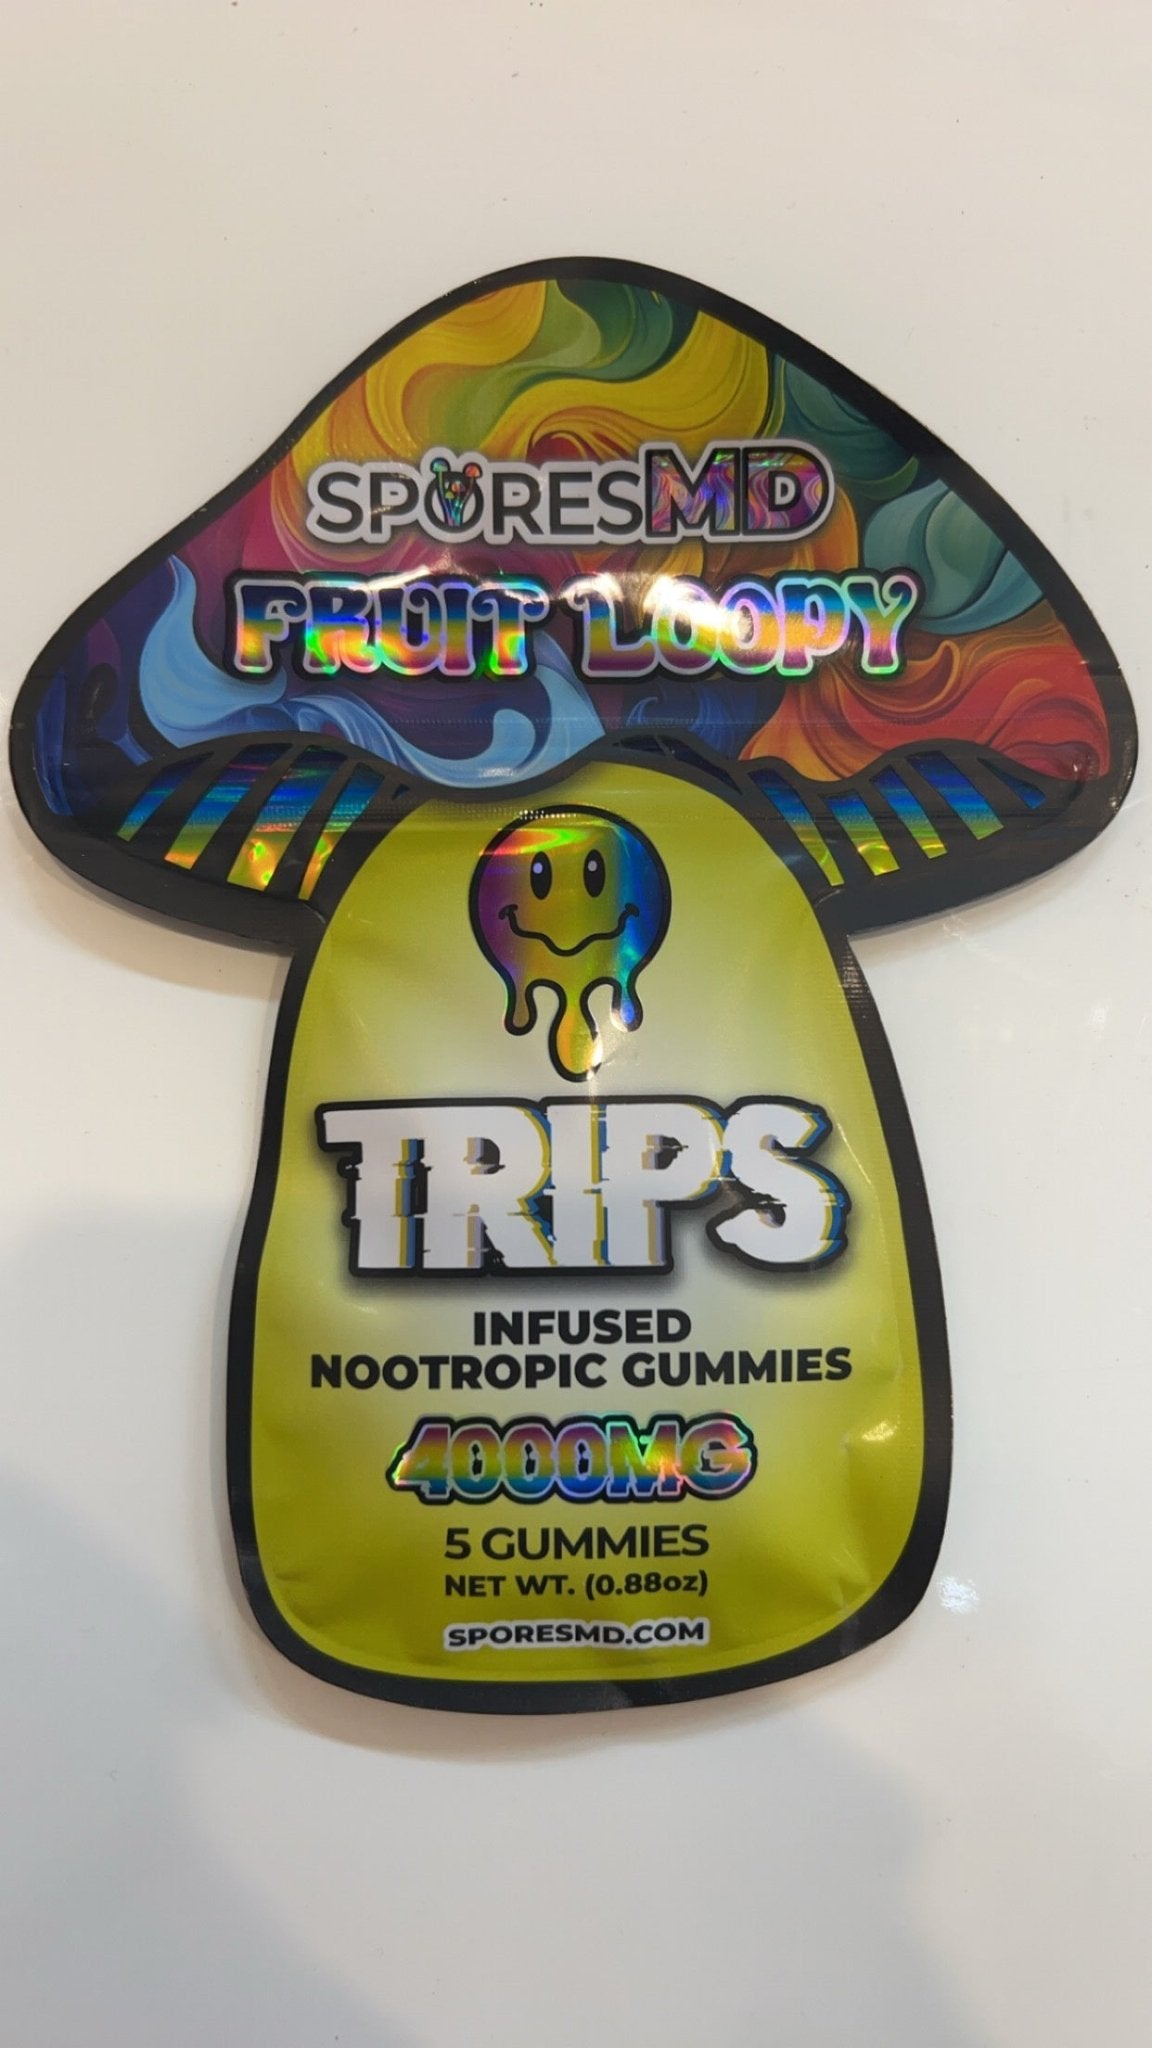 SPORESMD
FRUIT LOOPY
TRIPS
INFUSED
NOOTROPIC GUMMIES
4000MG
5 GUMMIES
NET WT. (0.88oz)
SPORESMD.COM